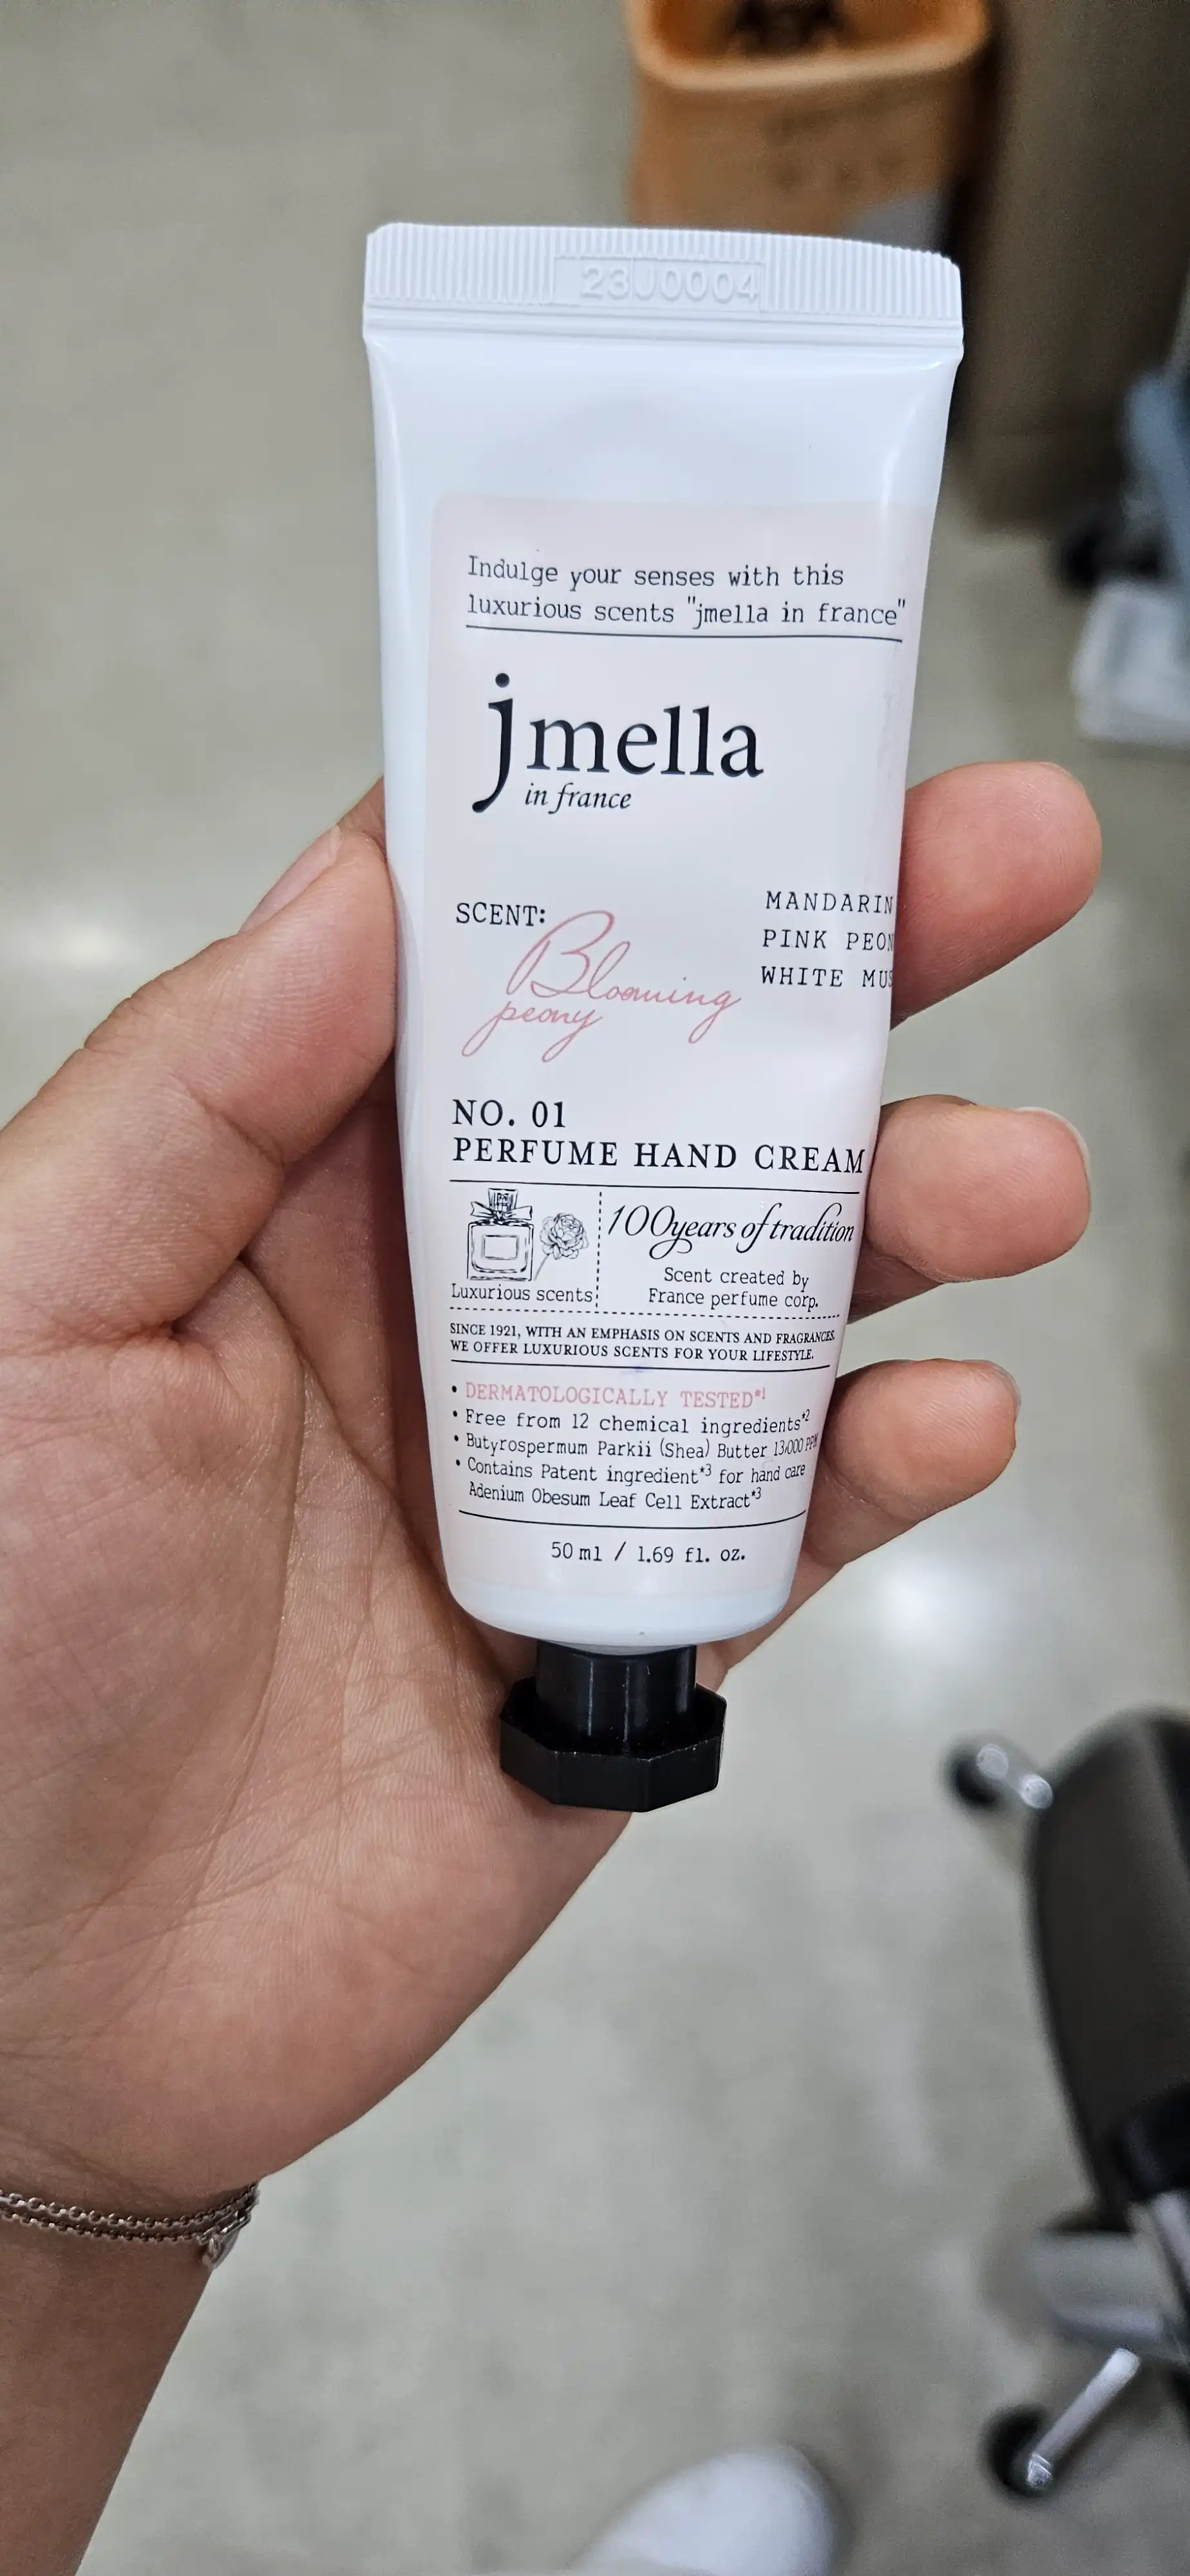 23J0004
Indulge your senses with this
luxurious scents "jmella in france"
jmella
in france
SCENT:
Blooming
peony
MANDARIN
PINK PEON
WHITE MUS
NO. 01
PERFUME HAND CREAM
Luxurious scents
100years of tradition
Scent created by
France perfume corp.
SINCE 1921, WITH AN EMPHASIS ON SCENTS AND FRAGRANCES.
WE OFFER LUXURIOUS SCENTS FOR YOUR LIFESTYLE.
• DERMATOLOGICALLY TESTED*1
• Free from 12 chemical ingredients*2
• Butyrospermum Parkii (Shea) Butter 13,000 PPM
• Contains Patent ingredient*3 for hand care
Adenium Obesum Leaf Cell Extract*3
50 ml / 1.69 fl. oz.